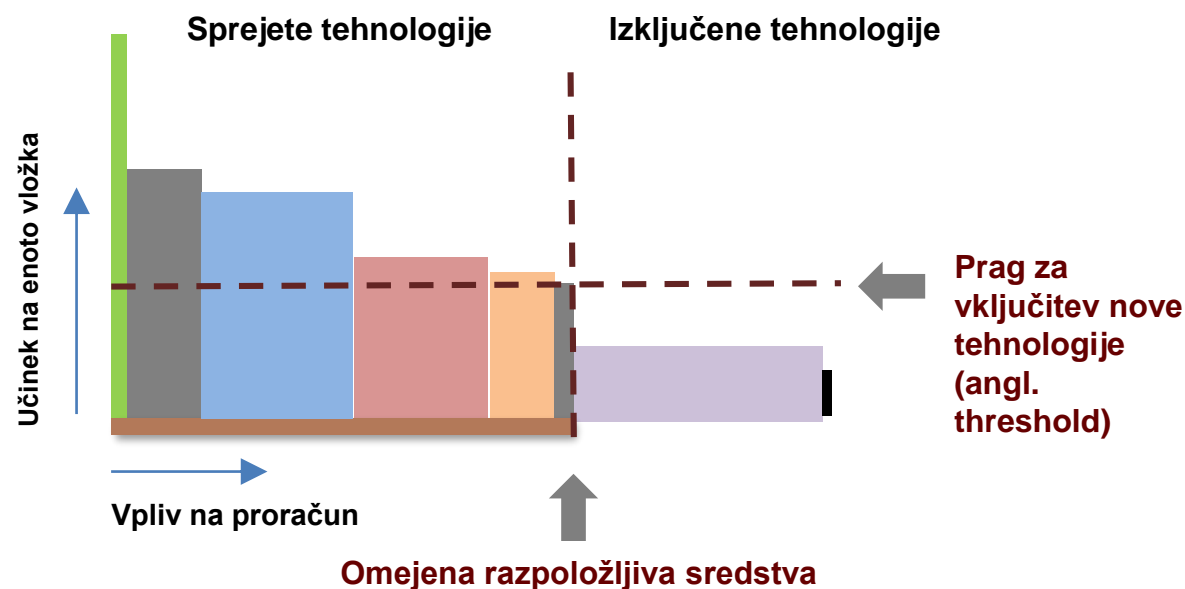 Sprejete tehnologije
Izključene tehnologije
Učinek na enoto vložka
Prag za
vključitev nove
tehnologije
(angl.
threshold)
Vpliv na proračun
Omejena razpoložljiva sredstva